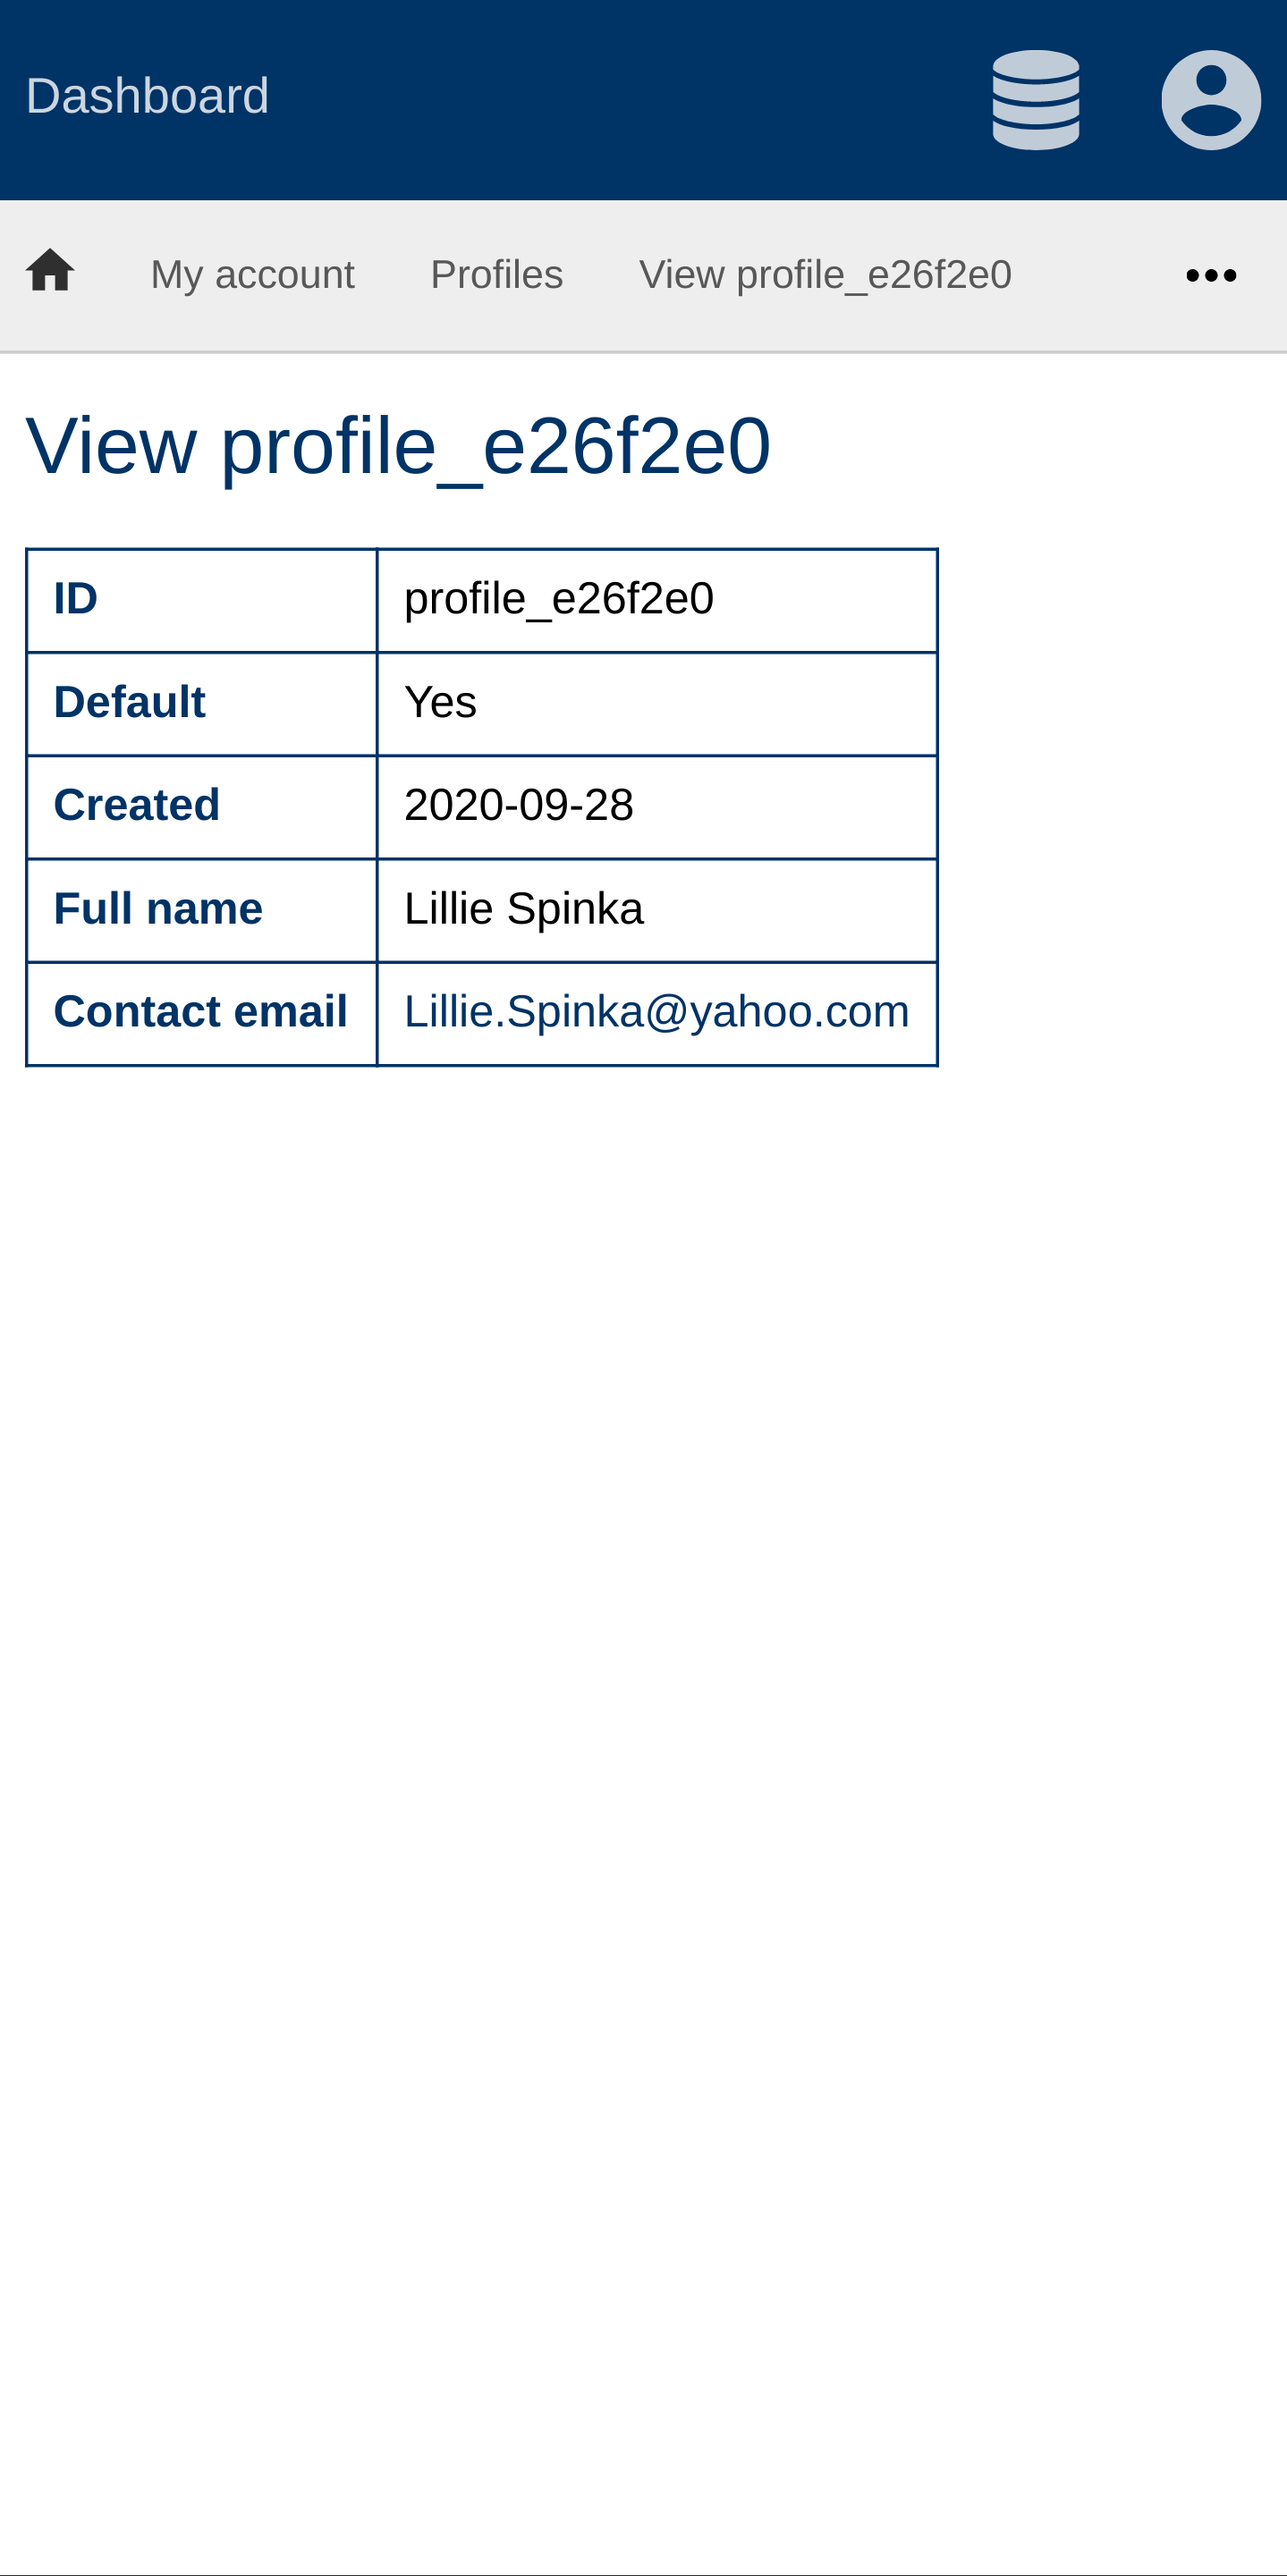 Dashboard
My account Profiles View profile_e26f2e0
View profile_e26f2e0
ID profile_e26f2e0
Default Yes
Created 2020-09-28
Full name Lillie Spinka
Contact email Lillie.Spinka@yahoo.com